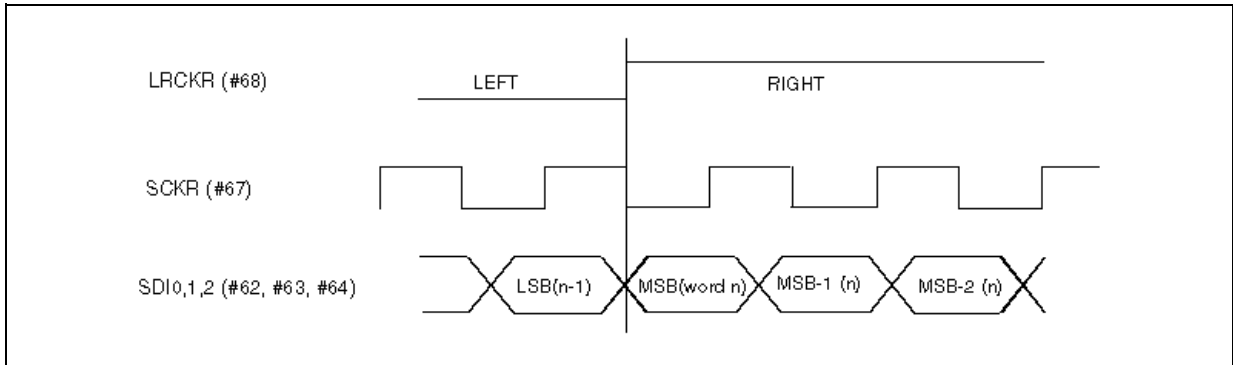 LRCKR (#68)
LEFT
RIGHT
SCKR (#67)
SDI0,1,2 (#62, #63, #64)
LSB(n-1)
MSB(word n)
MSB-1 (n)
MSB-2 (n)